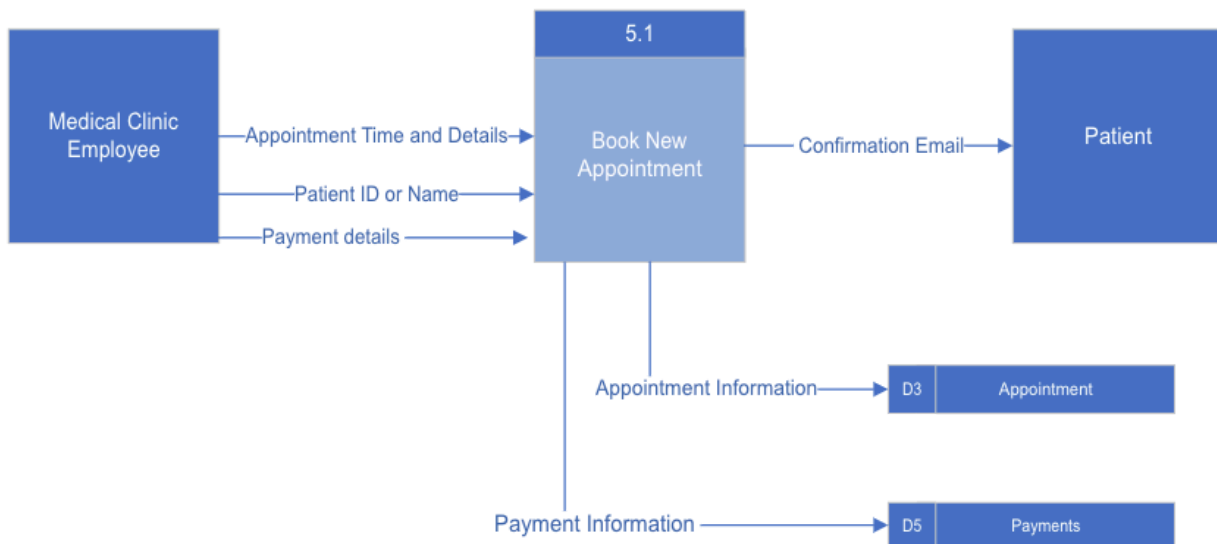 5.1
Medical Clinic
Employee
Appointment Time and Details
Patient ID or Name
Payment details
Book New
Appointment
Confirmation Email
Patient
Appointment Information
D3
Appointment
Payment Information
D5
Payments